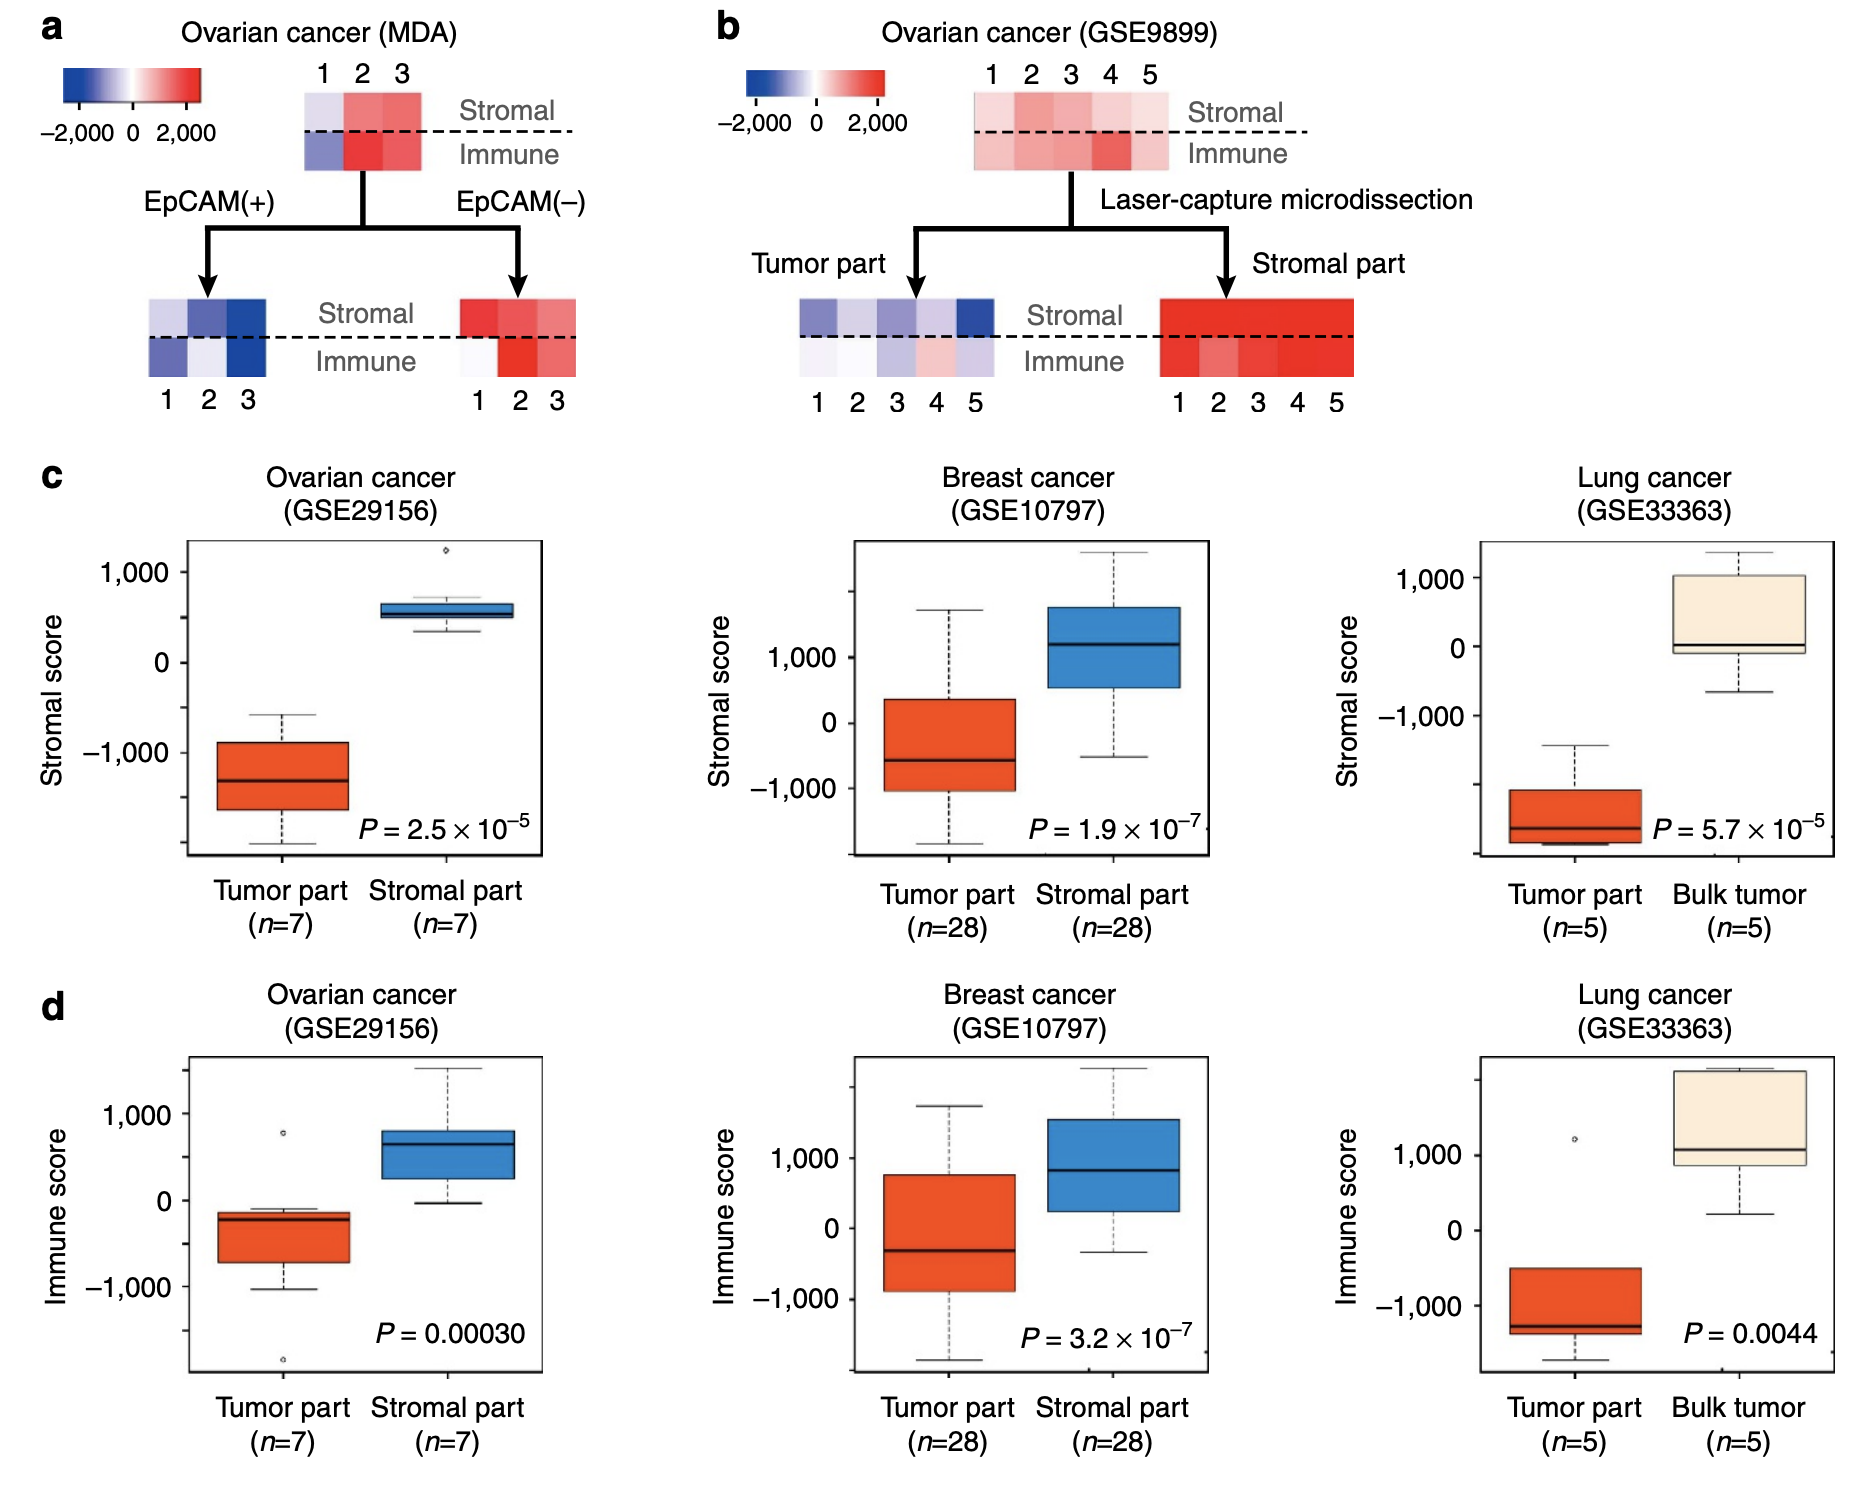 a
Ovarian cancer (MDA)
–2,000 0 2,000
1 2 3
Stromal
Immune
EpCAM(+)
EpCAM(–)
Stromal
Immune
1 2 3
1 2 3
b
Ovarian cancer (GSE9899)
–2,000 0 2,000
1 2 3 4 5
Stromal
Immune
Laser-capture microdissection
Tumor part
Stromal part
Stromal
Immune
1 2 3 4 5
1 2 3 4 5
c
Ovarian cancer
(GSE29156)
Stromal score
1,000
0
–1,000
P = 2.5 × 10–5
Tumor part
(n=7)
Stromal part
(n=7)
Breast cancer
(GSE10797)
Stromal score
1,000
0
–1,000
P = 1.9 × 10–7
Tumor part
(n=28)
Stromal part
(n=28)
Lung cancer
(GSE33363)
Stromal score
1,000
0
–1,000
P = 5.7 × 10–5
Tumor part
(n=5)
Bulk tumor
(n=5)
d
Ovarian cancer
(GSE29156)
Immune score
1,000
0
–1,000
P = 0.00030
Tumor part
(n=7)
Stromal part
(n=7)
Breast cancer
(GSE10797)
Immune score
1,000
0
–1,000
P = 3.2 × 10–7
Tumor part
(n=28)
Stromal part
(n=28)
Lung cancer
(GSE33363)
Immune score
1,000
0
–1,000
P = 0.0044
Tumor part
(n=5)
Bulk tumor
(n=5)